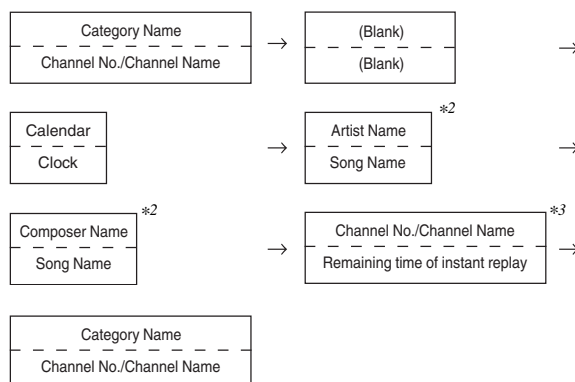 Category Name
Channel No./Channel Name
→
(Blank)
(Blank)
→
Calendar
Clock
→
*2
Artist Name
Song Name
→
*2
Composer Name
Song Name
→
*3
Channel No./Channel Name
Remaining time of instant replay
→
Category Name
Channel No./Channel Name